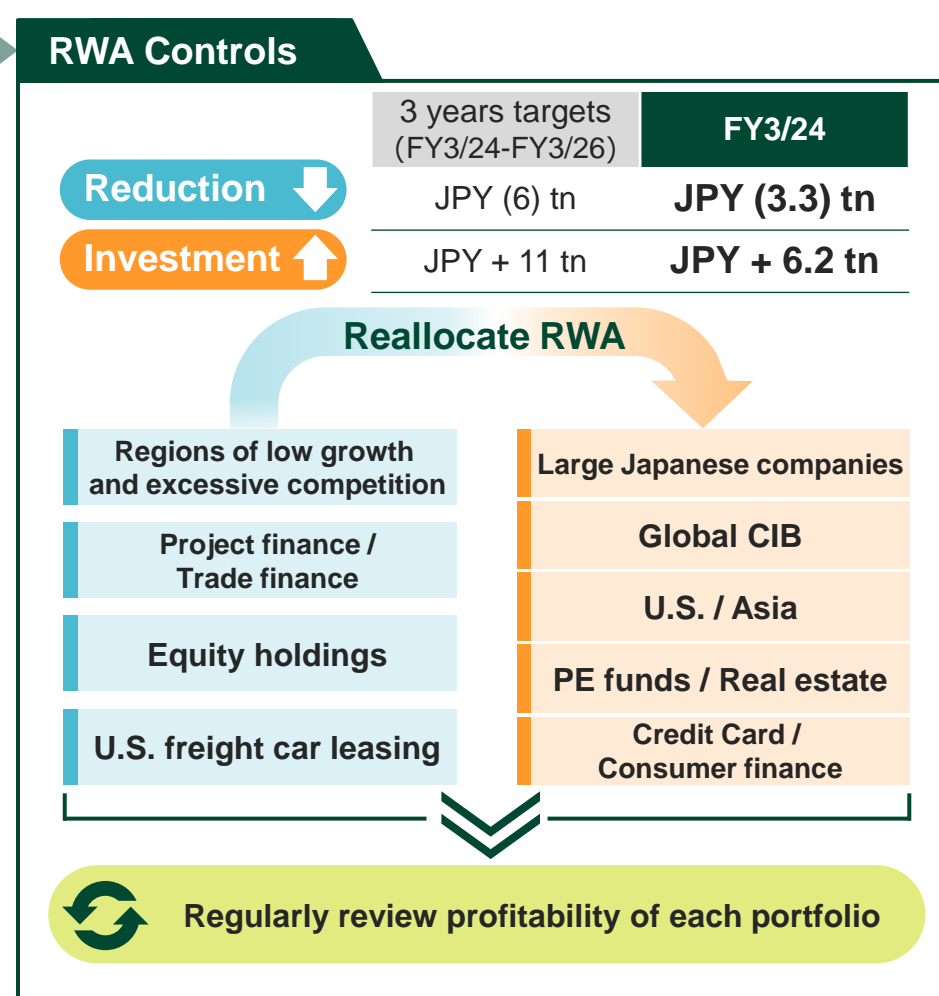 RWA Controls
3 years targets
(FY3/24-FY3/26)
FY3/24
Reduction
JPY (6) tn
JPY (3.3) tn
Investment
JPY + 11 tn
JPY + 6.2 tn
Reallocate RWA
Regions of low growth
and excessive competition
Project finance /
Trade finance
Equity holdings
U.S. freight car leasing
Large Japanese companies
Global CIB
U.S. / Asia
PE funds / Real estate
Credit Card /
Consumer finance
Regularly review profitability of each portfolio